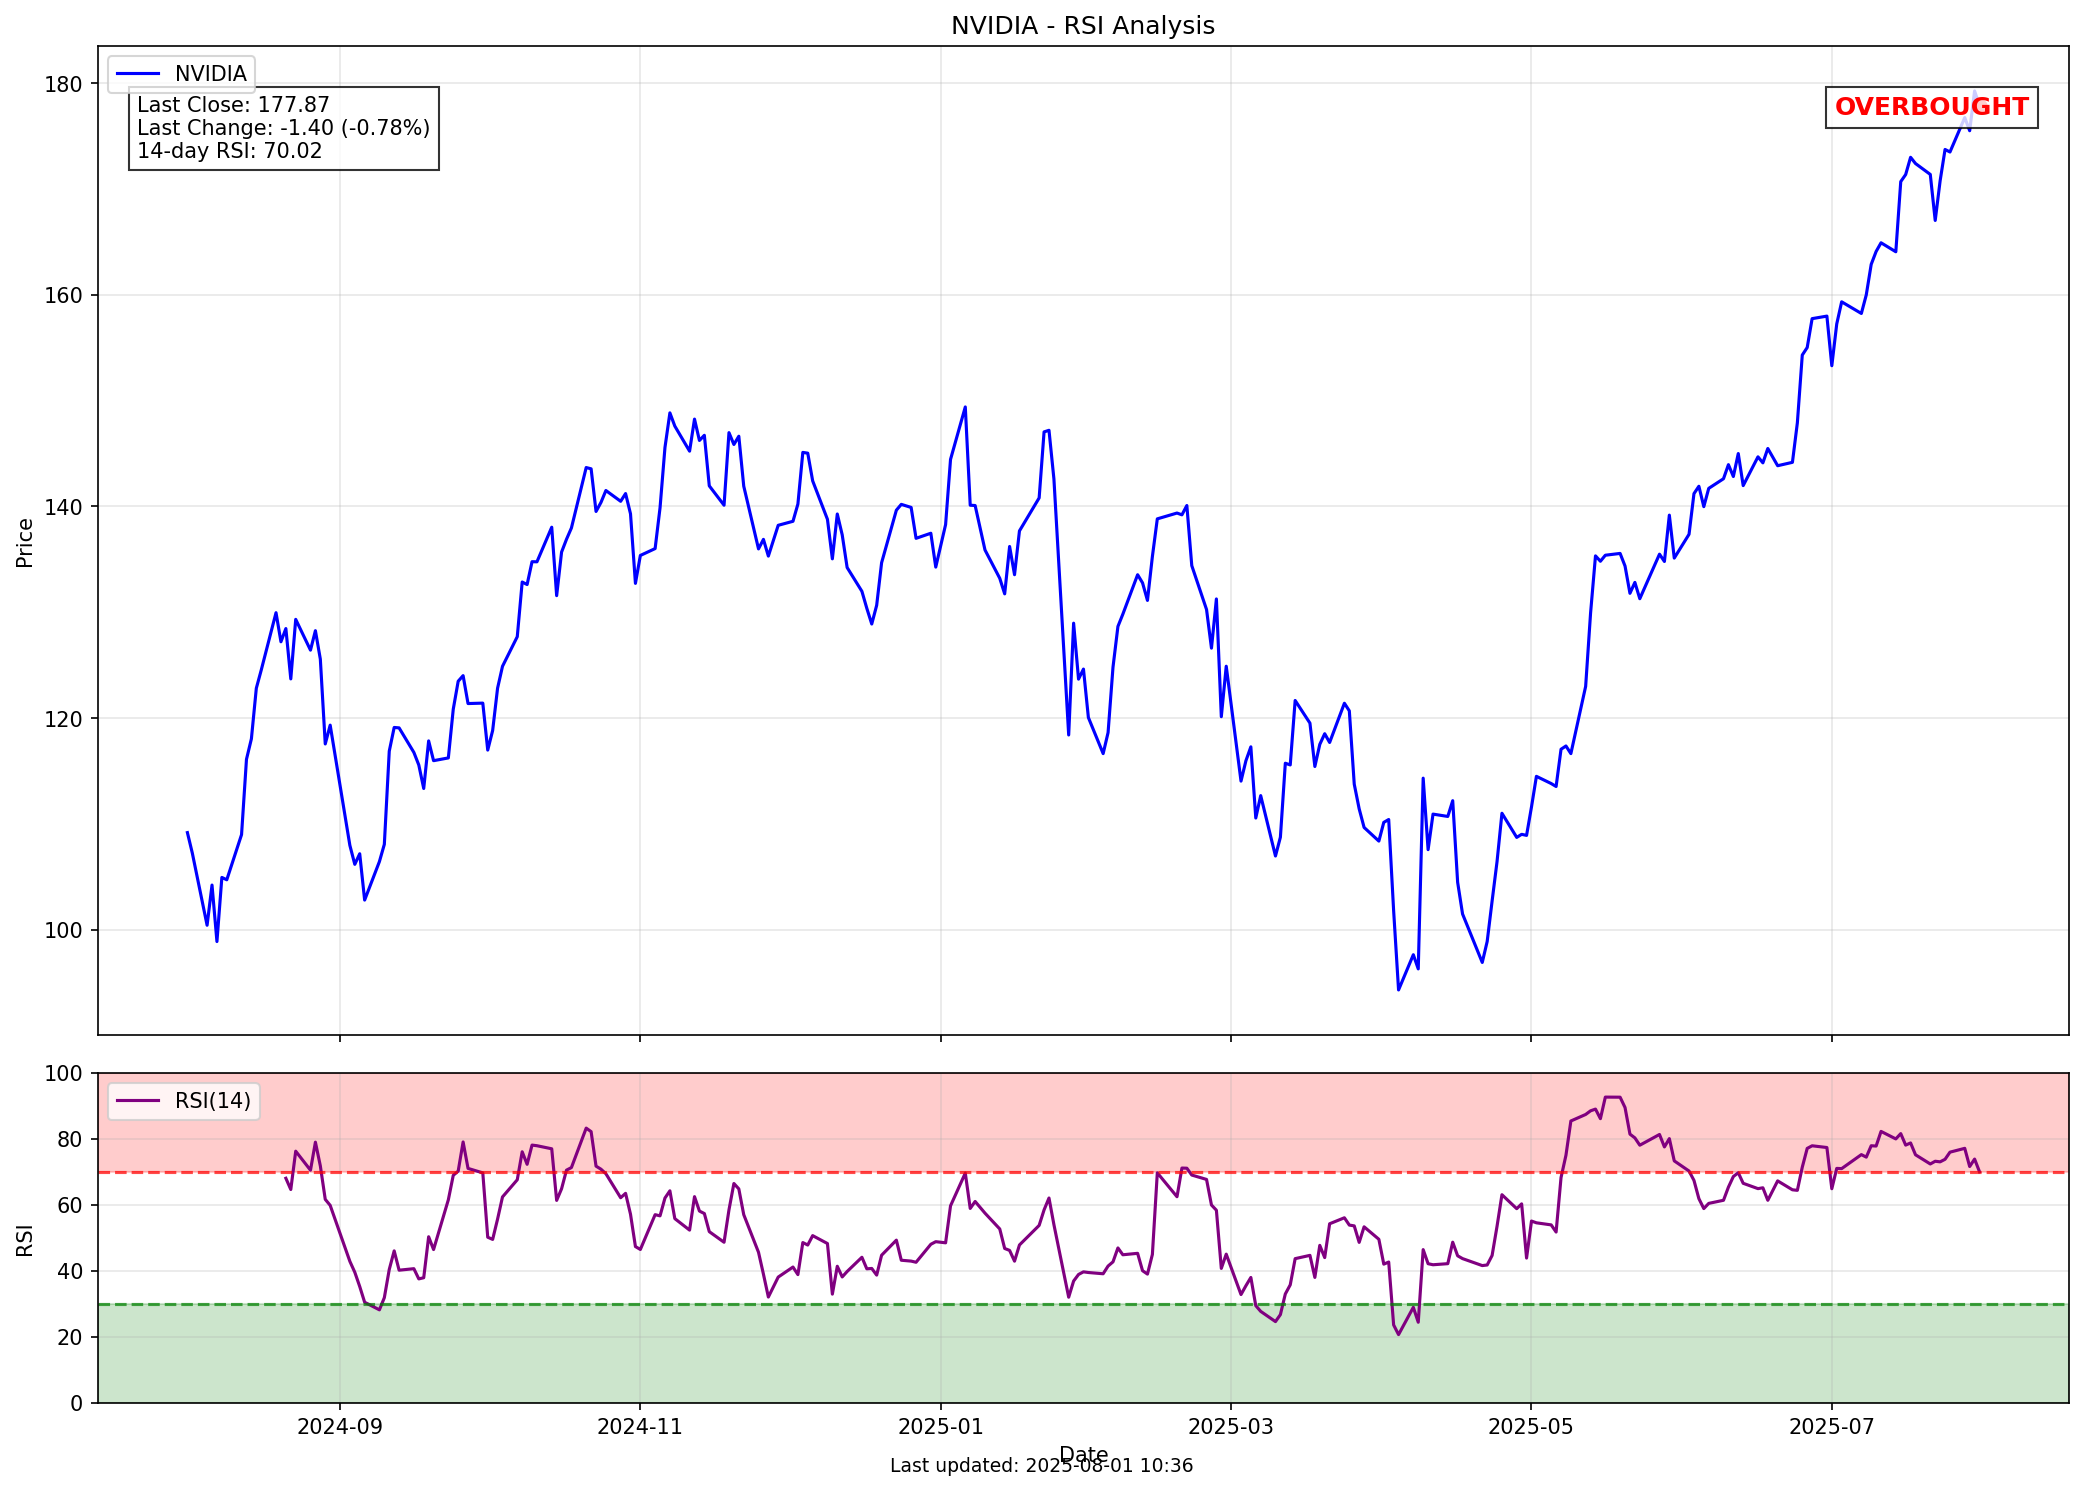 NVIDIA - RSI Analysis
NVIDIA
Last Close: 177.87
Last Change: -1.40 (-0.78%)
14-day RSI: 70.02
OVERBOUGHT
Price
180
160
140
120
100
RSI(14)
RSI
100
80
60
40
20
0
2024-09
2024-11
2025-01
2025-03
2025-05
2025-07
Date
Last updated: 2025-08-01 10:36